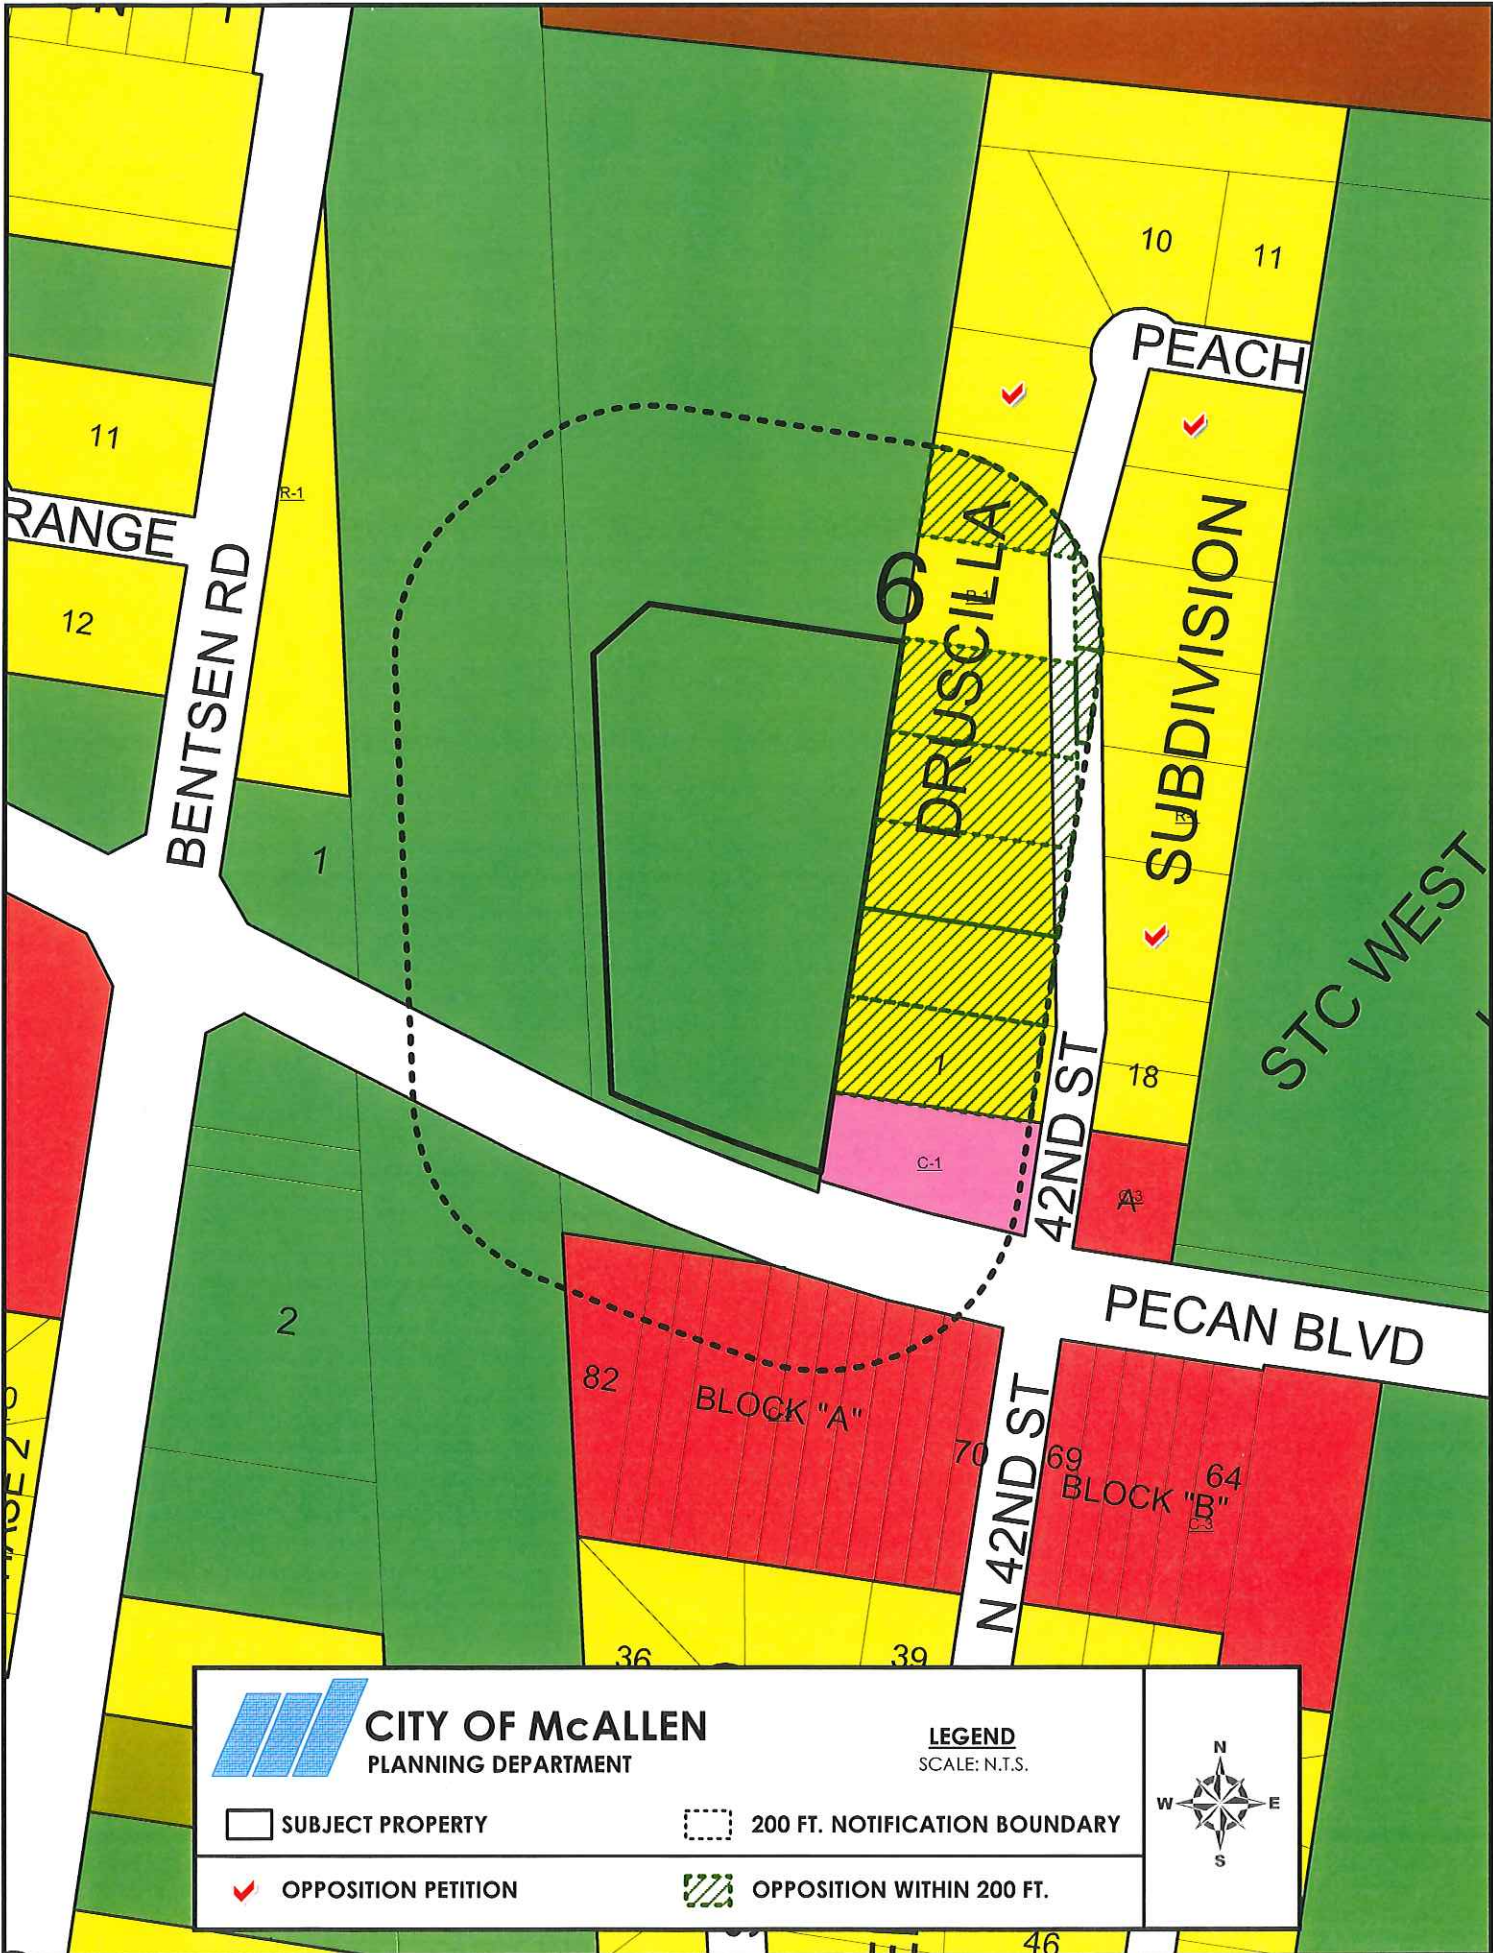 10
11
PEACH
11
R-1
RANGE
12
BENTSEN RD
6
DRUSCILLA
SUBDIVISION
1
STC WEST
1
18
42ND ST
C-1
A
2
PECAN BLVD
82
BLOCK "A"
70
69
64
BLOCK "B"
C-3
N 42ND ST
36
39
CITY OF McALLEN
PLANNING DEPARTMENT
LEGEND
SCALE: N.T.S.
SUBJECT PROPERTY
200 FT. NOTIFICATION BOUNDARY
OPPOSITION PETITION
OPPOSITION WITHIN 200 FT.
N
W
E
S
46